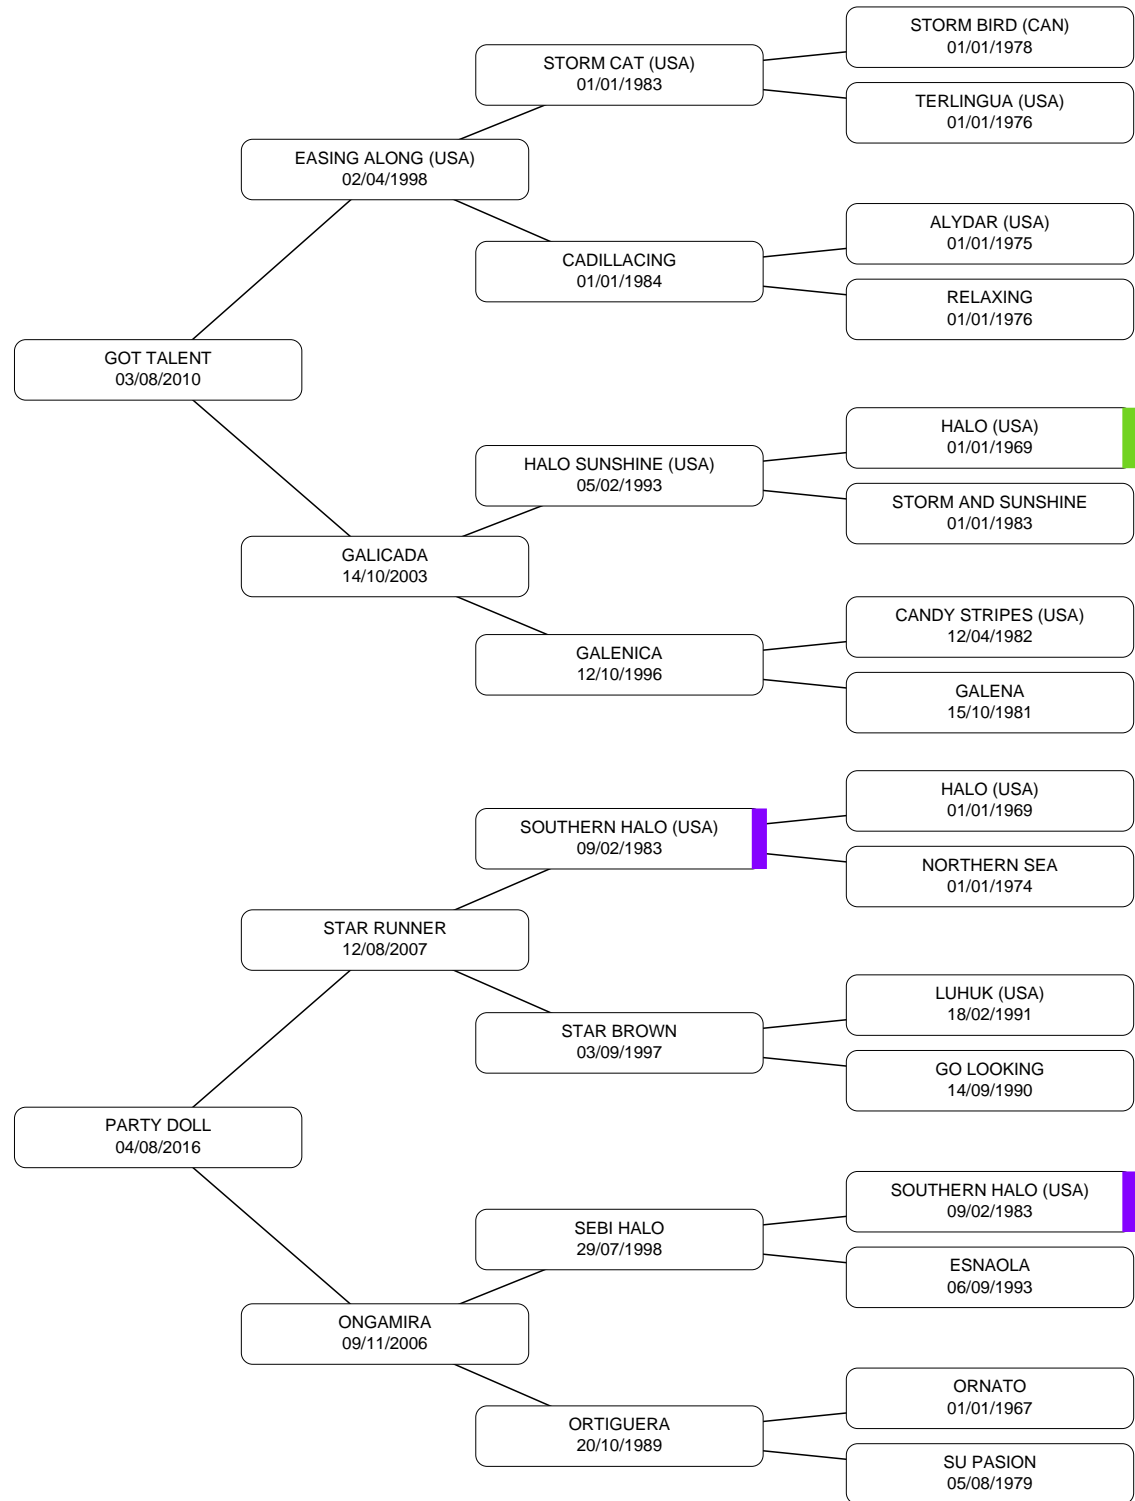 STORM BIRD (CAN)
01/01/1978
STORM CAT (USA)
01/01/1983
TERLINGUA (USA)
01/01/1976
EASING ALONG (USA)
02/04/1998
ALYDAR (USA)
01/01/1975
CADILLACING
01/01/1984
RELAXING
01/01/1976
GOT TALENT
03/08/2010
HALO (USA)
01/01/1969
HALO SUNSHINE (USA)
05/02/1993
STORM AND SUNSHINE
01/01/1983
GALICADA
14/10/2003
CANDY STRIPES (USA)
12/04/1982
GALENICA
12/10/1996
GALENA
15/10/1981
HALO (USA)
01/01/1969
SOUTHERN HALO (USA)
09/02/1983
NORTHERN SEA
01/01/1974
STAR RUNNER
12/08/2007
LUHUK (USA)
18/02/1991
STAR BROWN
03/09/1997
GO LOOKING
14/09/1990
PARTY DOLL
04/08/2016
SOUTHERN HALO (USA)
09/02/1983
SEBI HALO
29/07/1998
ESNAOLA
06/09/1993
ONGAMIRA
09/11/2006
ORNATO
01/01/1967
ORTIGUERA
20/10/1989
SU PASION
05/08/1979